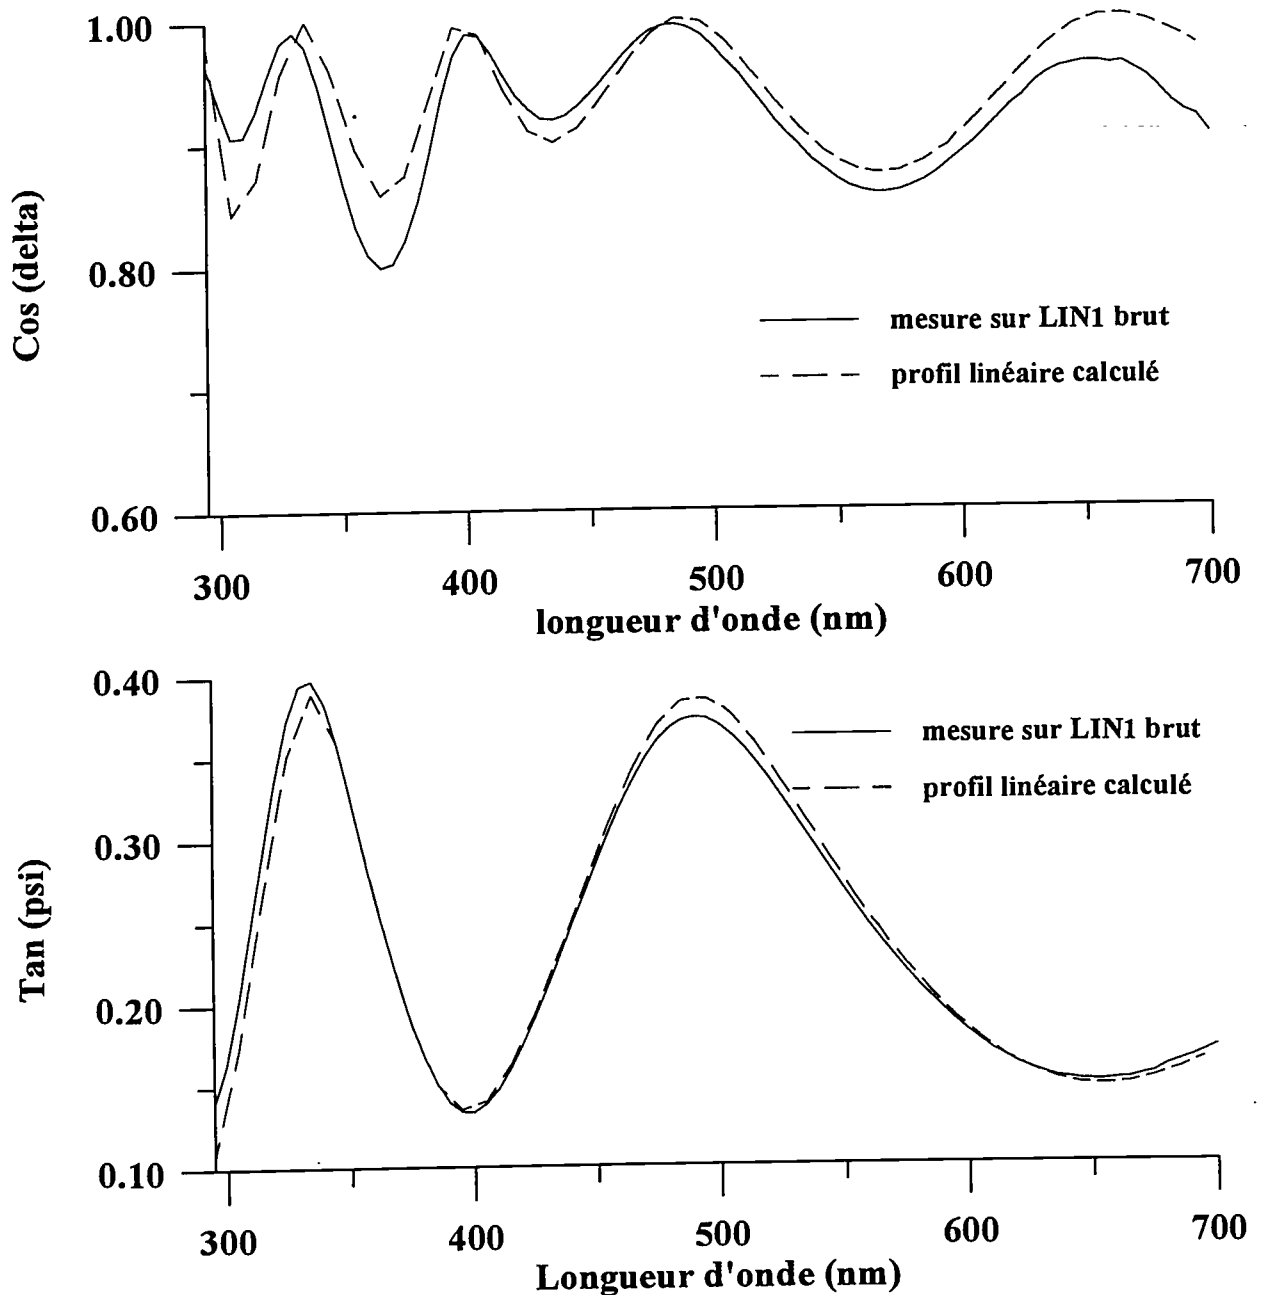 1.00
0.80
0.60
Cos (delta)
mesure sur LIN1 brut
profil linéaire calculé
300 400 500 600 700
longueur d'onde (nm)
0.40
0.30
0.20
0.10
Tan (psi)
mesure sur LIN1 brut
profil linéaire calculé
300 400 500 600 700
Longueur d'onde (nm)